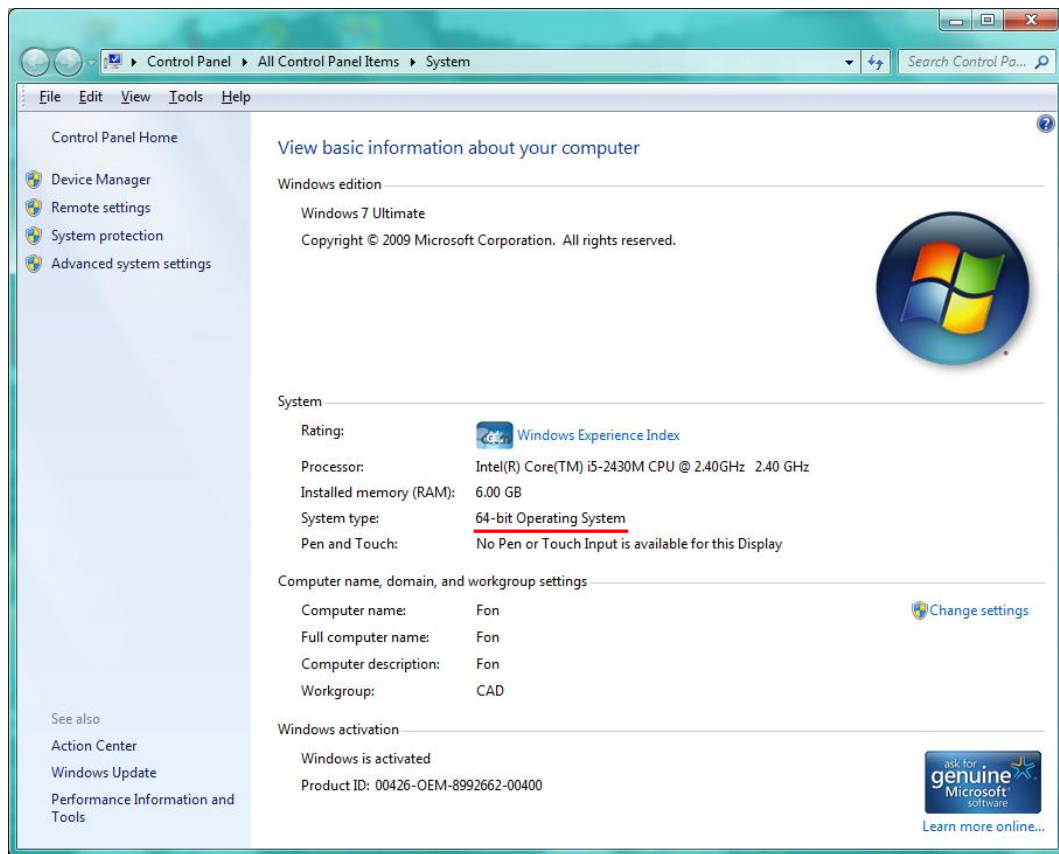 Control Panel ▸ All Control Panel Items ▸ System
Search Control Pa...
File Edit View Tools Help
Control Panel Home
Device Manager
Remote settings
System protection
Advanced system settings
See also
Action Center
Windows Update
Performance Information and
Tools
View basic information about your computer
Windows edition
Windows 7 Ultimate
Copyright © 2009 Microsoft Corporation. All rights reserved.
System
Rating: Windows Experience Index
Processor: Intel(R) Core(TM) i5-2430M CPU @ 2.40GHz 2.40 GHz
Installed memory (RAM): 6.00 GB
System type: 64-bit Operating System
Pen and Touch: No Pen or Touch Input is available for this Display
Computer name, domain, and workgroup settings
Computer name: Fon
Change settings
Full computer name: Fon
Computer description: Fon
Workgroup: CAD
Windows activation
Windows is activated
Product ID: 00426-OEM-8992662-00400
ask for
genuine
Microsoft
software
Learn more online...